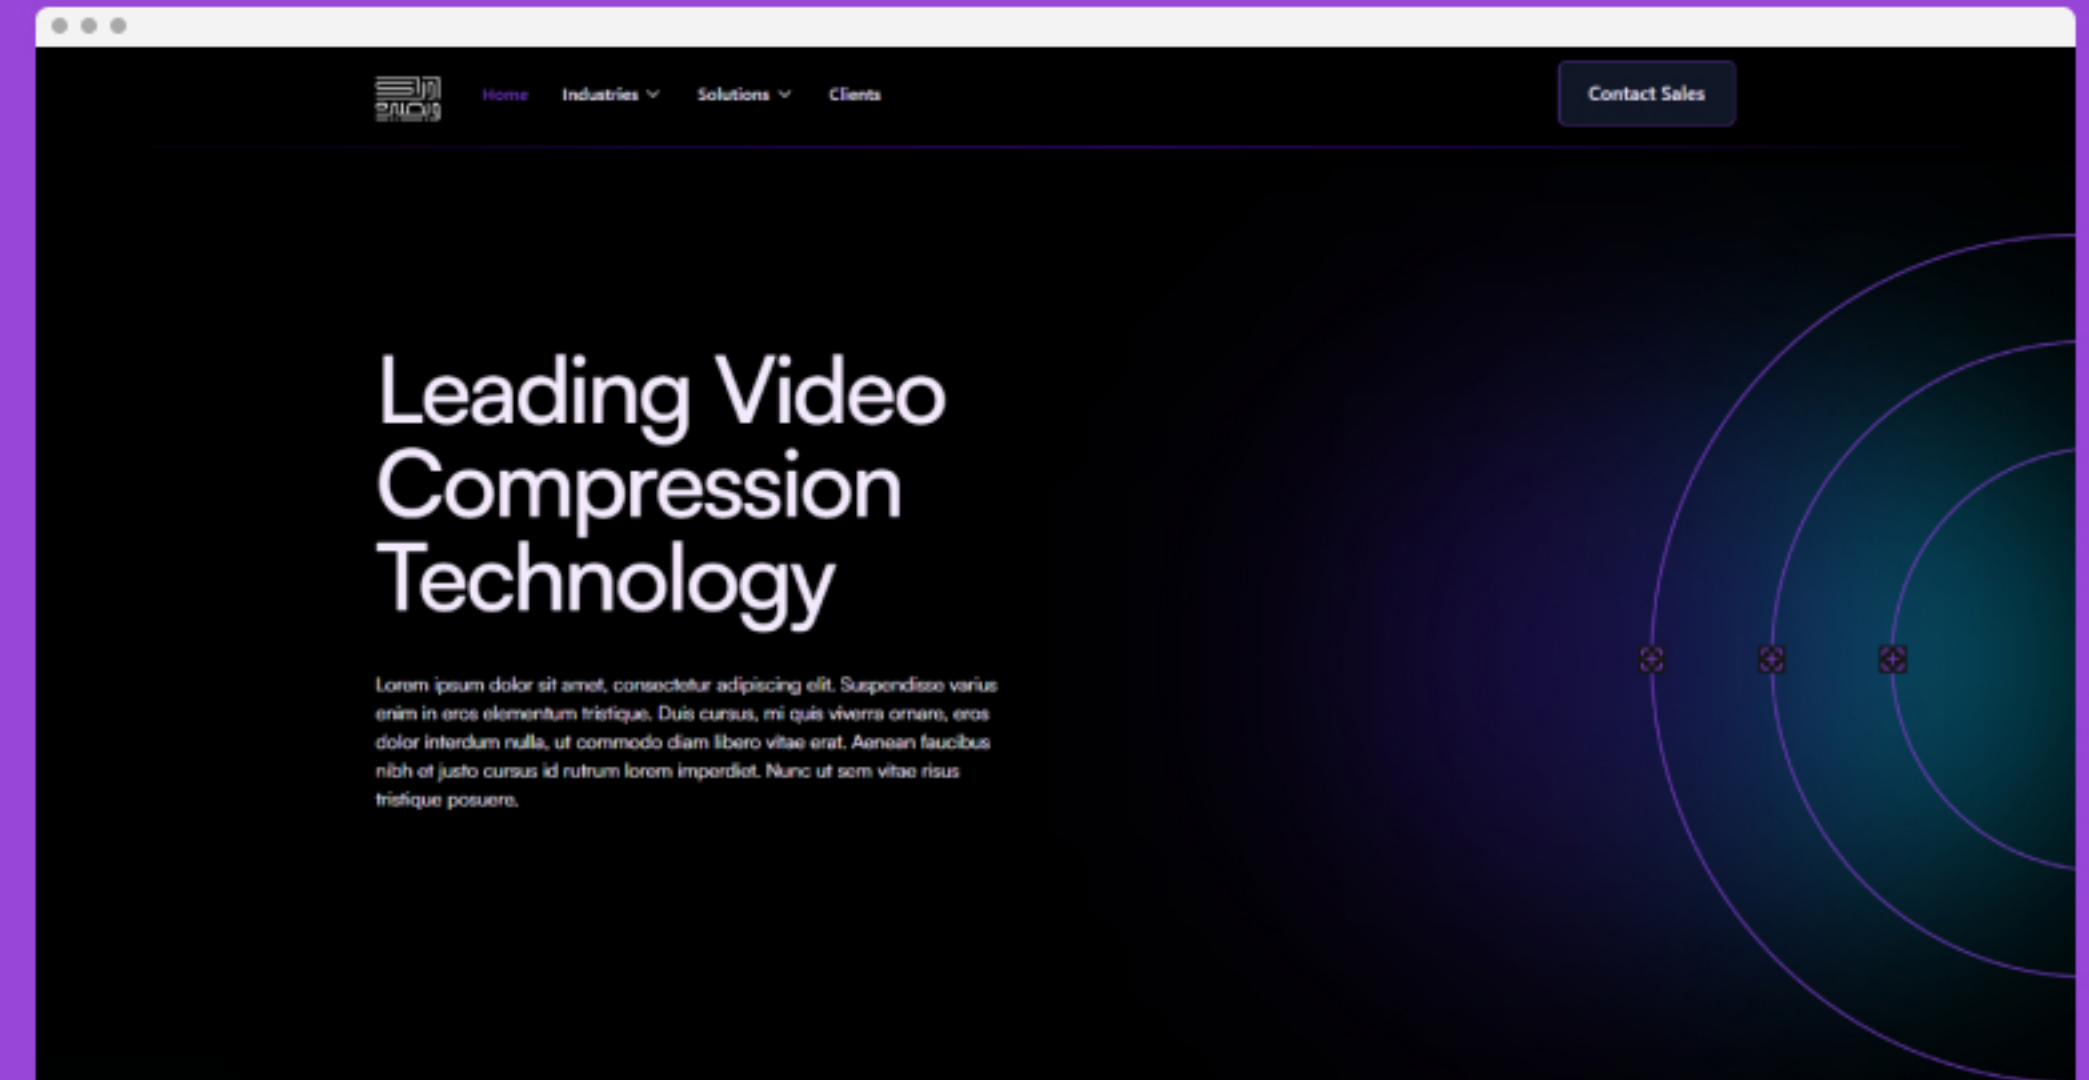 Home Industries Solutions Clients Contact Sales
Leading Video
Compression
Technology
Lorem ipsum dolor sit amet, consectetur adipiscing elit. Suspendisse varius
enim in eros elementum tristique. Duis cursus, mi quis viverra ornare, eros
dolor interdum nulla, ut commodo diam libero vitae erat. Aenean faucibus
nibh et justo cursus id rutrum lorem imperdiet. Nunc ut sem vitae risus
tristique posuere.